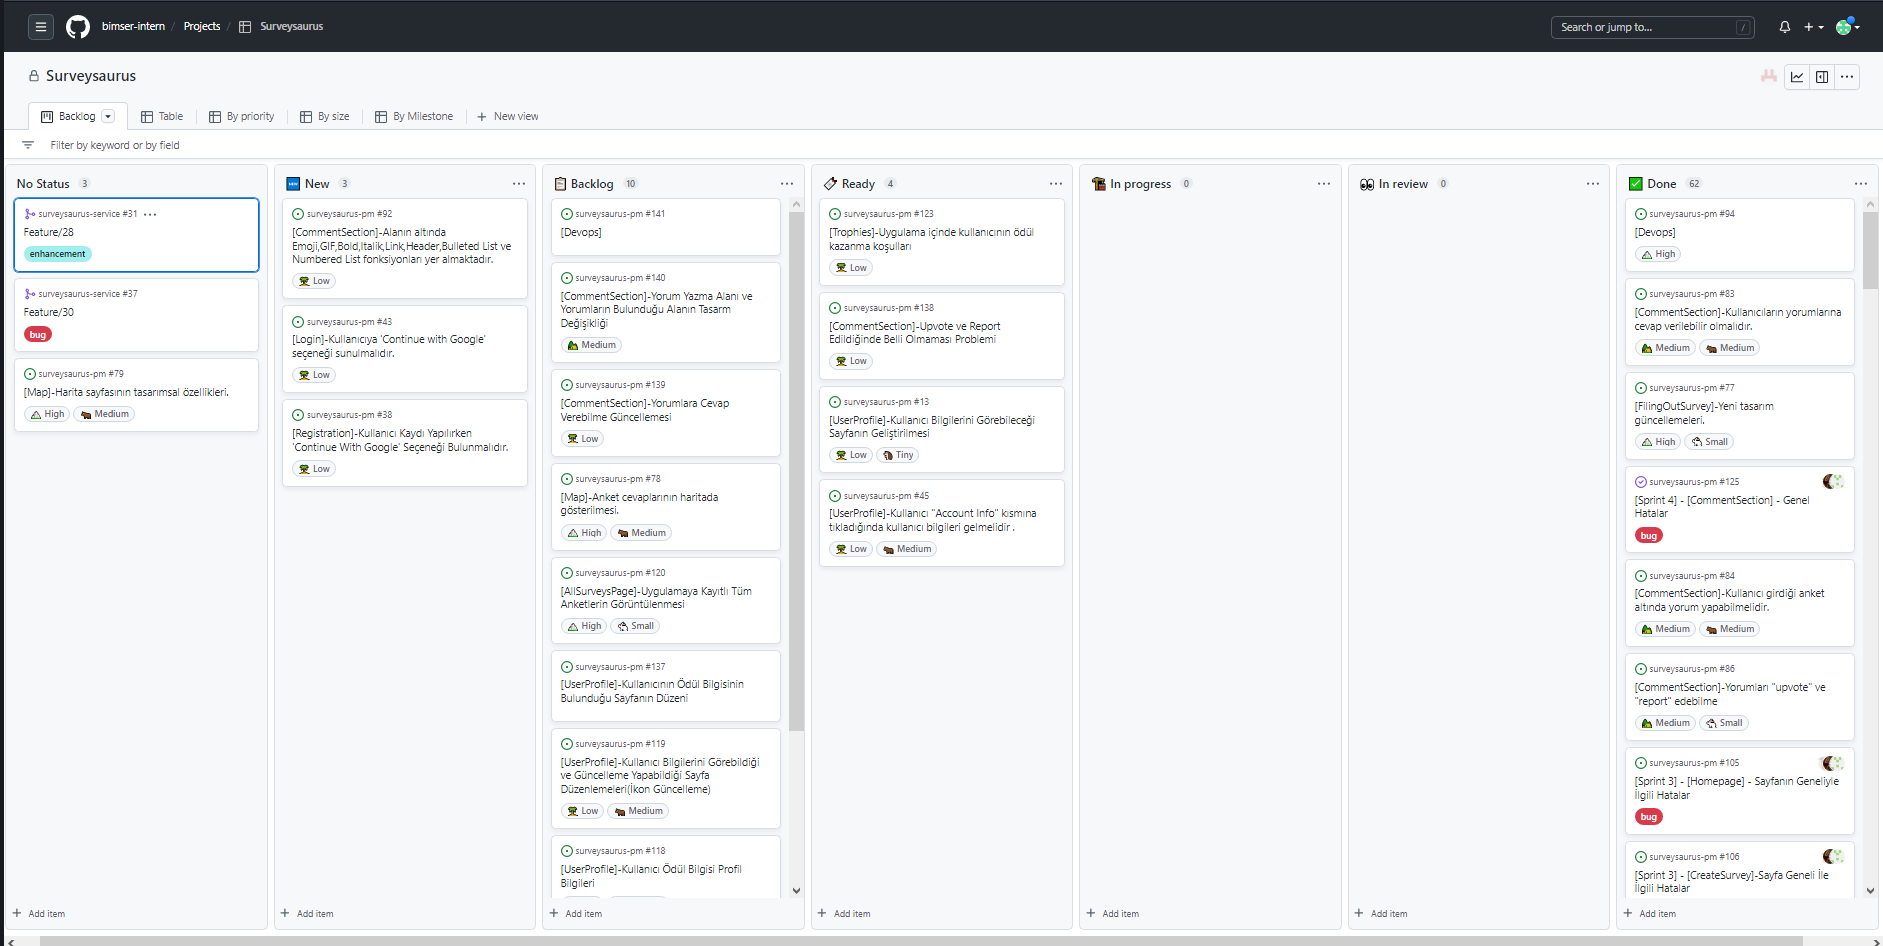 bimser-intern / Projects / Surveysaurus
Search or jump to... /
Surveysaurus
Backlog Table By priority By size By Milestone New view
Filter by keyword or by field
No Status 3
surveysaurus-service #31
Feature/28
enhancement
surveysaurus-service #37
Feature/30
bug
surveysaurus-pm #79
[Map]-Harita sayfasının tasarımsal özellikleri.
High Medium
Add item
New 3
surveysaurus-pm #92
[CommentSection]-Alanın altında
Emoji,GIF,Bold,Italik,Link,Header,Bulleted List ve
Numbered List fonksiyonları yer almaktadır.
Low
surveysaurus-pm #43
[Login]-Kullanıcıya 'Continue with Google'
seçeneği sunulmalıdır.
Low
surveysaurus-pm #38
[Registration]-Kullanıcı Kaydı Yapılırken
'Continue With Google' Seçeneği Bulunmalıdır.
Low
Add item
Backlog 10
surveysaurus-pm #141
[Devops]
surveysaurus-pm #140
[CommentSection]-Yorum Yazma Alanı ve
Yorumların Bulunduğu Alanın Tasarm
Değişikliği
Medium
surveysaurus-pm #139
[CommentSection]-Yorumlara Cevap
Verebilme Güncellemesi
Low
surveysaurus-pm #78
[Map]-Anket cevaplarının haritada
gösterilmesi.
High Medium
surveysaurus-pm #120
[AllSurveysPage]-Uygulamaya Kayıtlı Tüm
Anketlerin Görüntülenmesi
High Small
surveysaurus-pm #137
[UserProfile]-Kullanıcının Ödül Bilgisinin
Bulunduğu Sayfanın Düzeni
surveysaurus-pm #119
[UserProfile]-Kullanıcı Bilgilerini Görebildiği
ve Güncelleme Yapabildiği Sayfa
Düzenlemeleri(İkon Güncelleme)
Low Medium
surveysaurus-pm #118
[UserProfile]-Kullanıcı Ödül Bilgisi Profil
Bilgileri
Add item
Ready 4
surveysaurus-pm #123
[Trophies]-Uygulama içinde kullanıcının ödül
kazanma koşulları
Low
surveysaurus-pm #138
[CommentSection]-Upvote ve Report
Edildiğinde Belli Olmaması Problemi
Low
surveysaurus-pm #13
[UserProfile]-Kullanıcı Bilgilerini Görebileceği
Sayfanın Geliştirilmesi
Low Tiny
surveysaurus-pm #45
[UserProfile]-Kullanıcı "Account Info" kısmına
tıkladığında kullanıcı bilgileri gelmelidir .
Low Medium
Add item
In progress 0
Add item
In review 0
Add item
Done 62
surveysaurus-pm #94
[Devops]
High
surveysaurus-pm #83
[CommentSection]-Kullanıcıların yorumlarına
cevap verilebilir olmalıdır.
Medium Medium
surveysaurus-pm #77
[FilingOutSurvey]-Yeni tasarım
güncellemeleri.
High Small
surveysaurus-pm #125
[Sprint 4] - [CommentSection] - Genel
Hatalar
bug
surveysaurus-pm #84
[CommentSection]-Kullanıcı girdiği anket
altında yorum yapabilmelidir.
Medium Medium
surveysaurus-pm #86
[CommentSection]-Yorumları "upvote" ve
"report" edebilme
Medium Small
surveysaurus-pm #105
[Sprint 3] - [Homepage] - Sayfanın Geneliyle
İlgili Hatalar
bug
surveysaurus-pm #106
[Sprint 3] - [CreateSurvey]-Sayfa Geneli İle
İlgili Hatalar
Add item